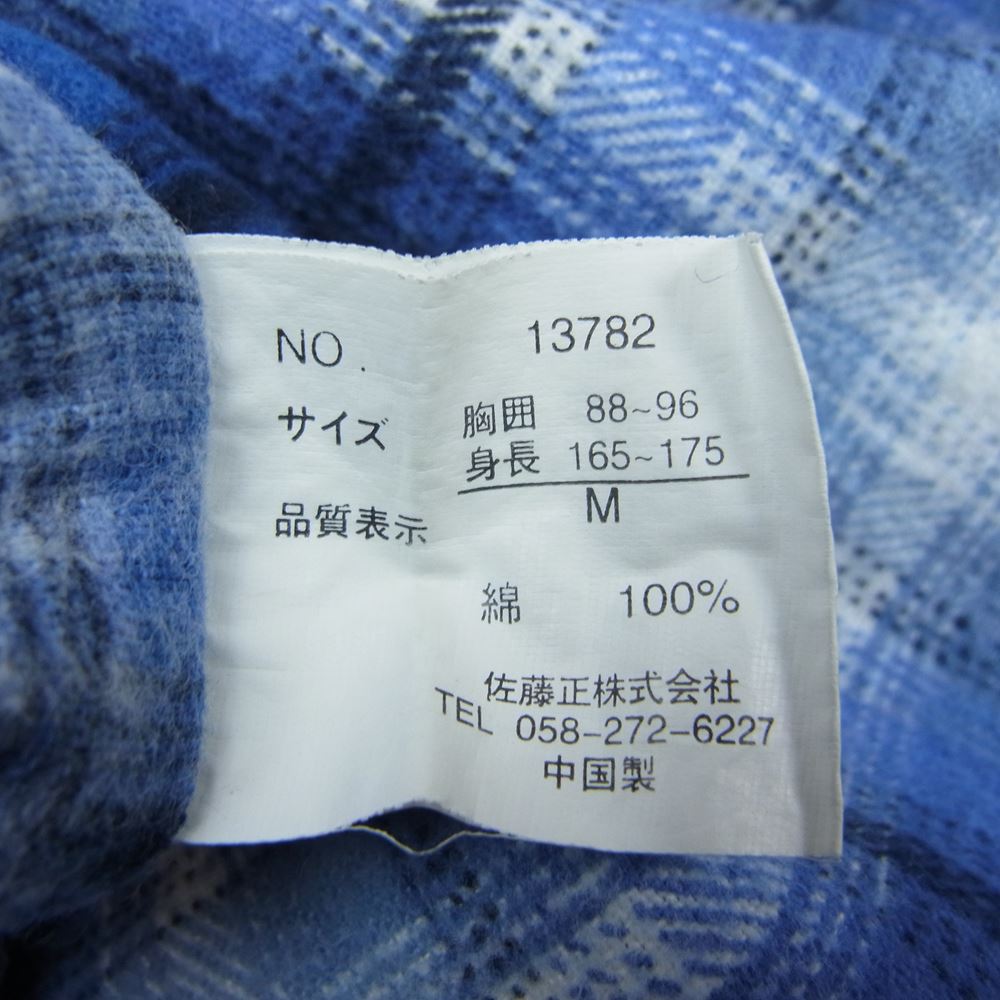 NO. 13782
サイズ 胸囲 88~96
身長 165~175
M
品質表示
綿 100%
佐藤正株式会社
TEL 058-272-6227
中国製